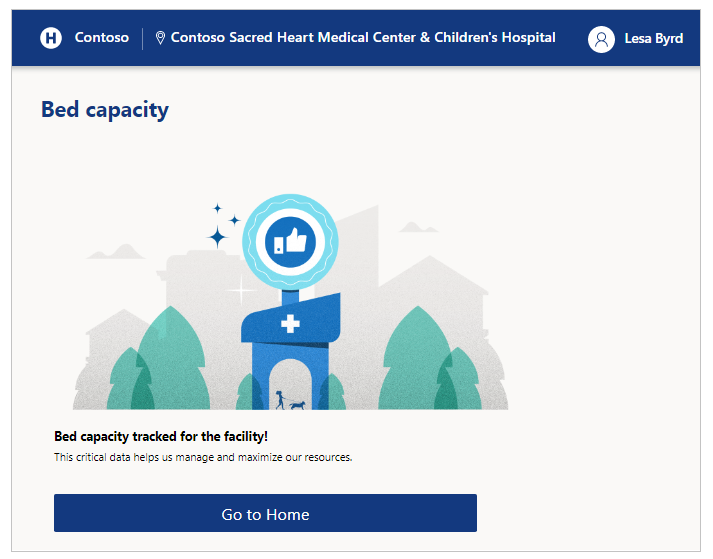 H Contoso Contoso Sacred Heart Medical Center & Children's Hospital Lesa Byrd
Bed capacity
Bed capacity tracked for the facility!
This critical data helps us manage and maximize our resources.
Go to Home